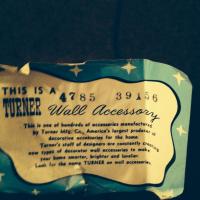 THIS IS A 4785 39156
TURNER Wall Accessory
This is one of hundreds of accessories manufactured
by Turner Mfg. Co., America's largest producer of
decorative accessories for the home.
Turner's staff of designers are constantly creating
new types of decorator wall accessories to make
your home smarter, brighter and lovelier.
Look for the name TURNER on wall accessories.